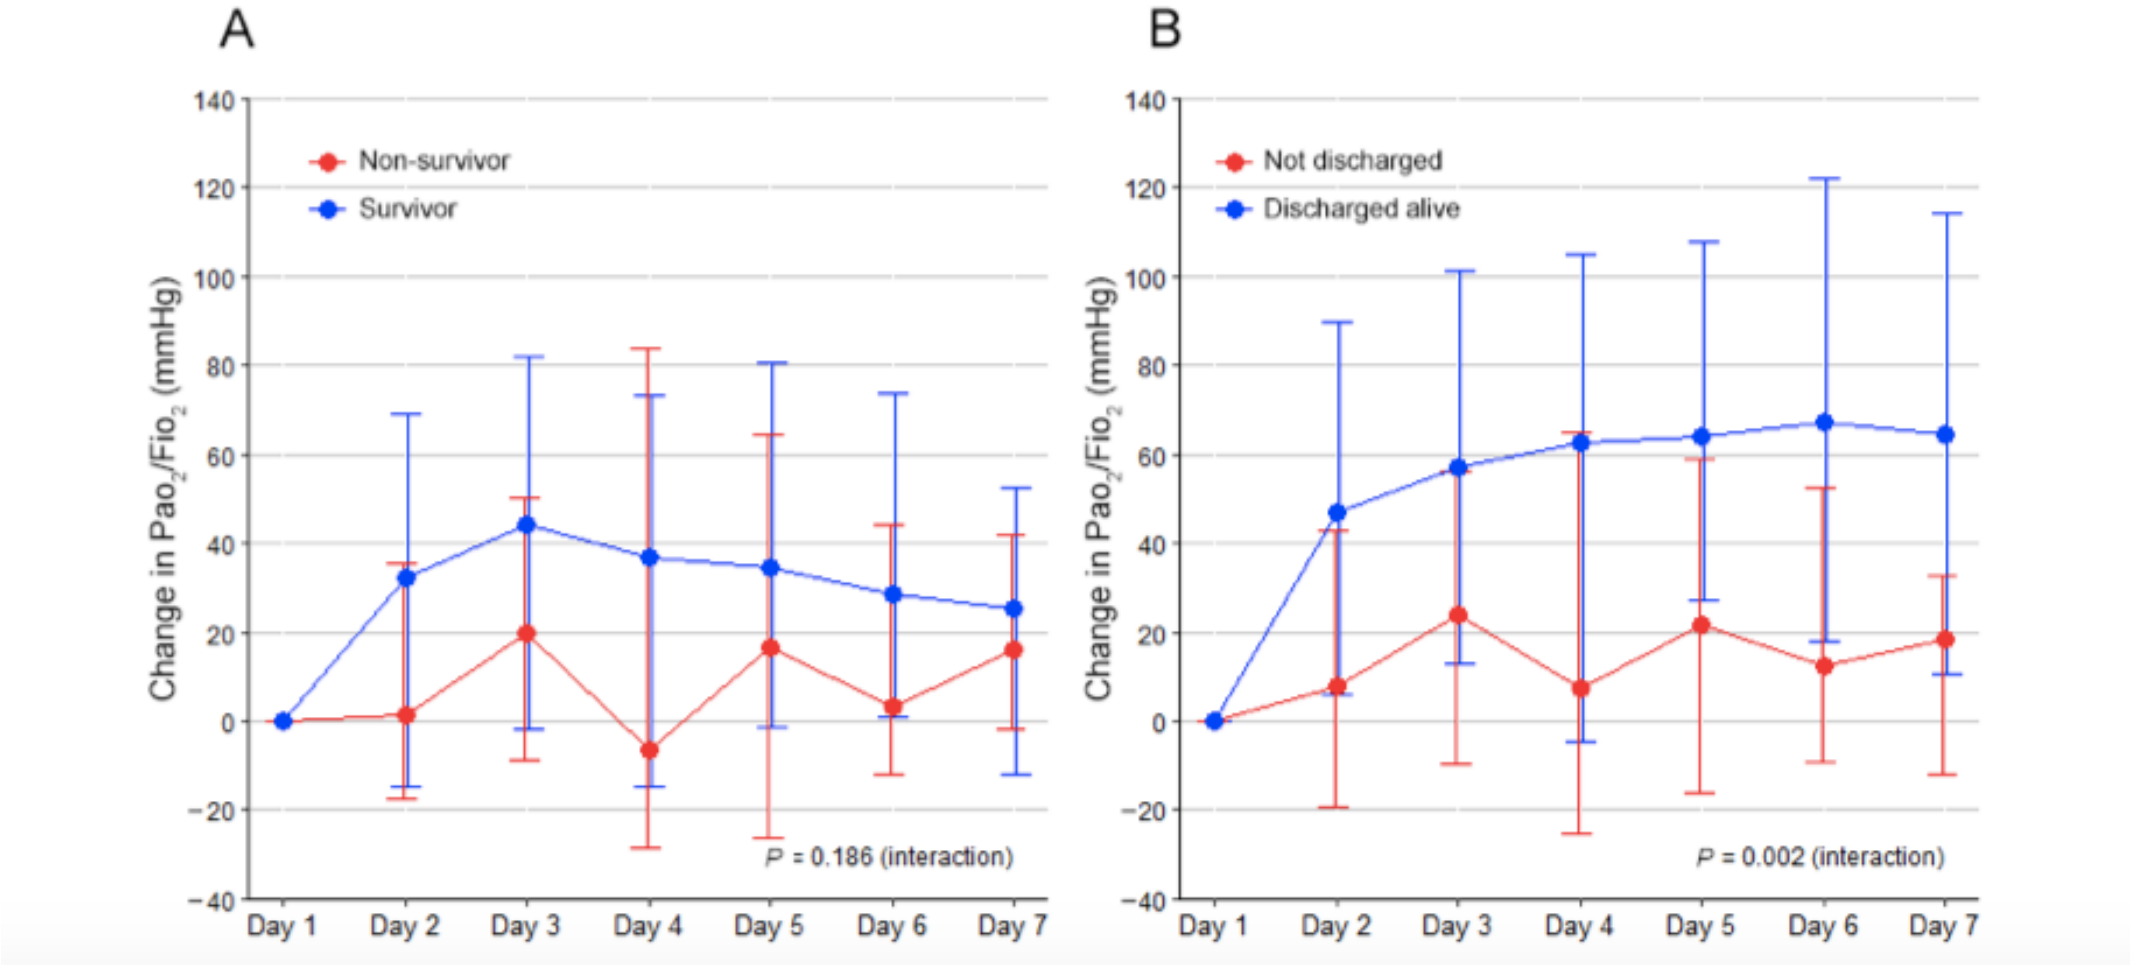 A
Change in Pao2/Fio2 (mmHg)
140
120
100
80
60
40
20
0
−20
−40
Non-survivor
Survivor
P = 0.186 (interaction)
Day 1 Day 2 Day 3 Day 4 Day 5 Day 6 Day 7
B
Change in Pao2/Fio2 (mmHg)
140
120
100
80
60
40
20
0
−20
−40
Not discharged
Discharged alive
P = 0.002 (interaction)
Day 1 Day 2 Day 3 Day 4 Day 5 Day 6 Day 7